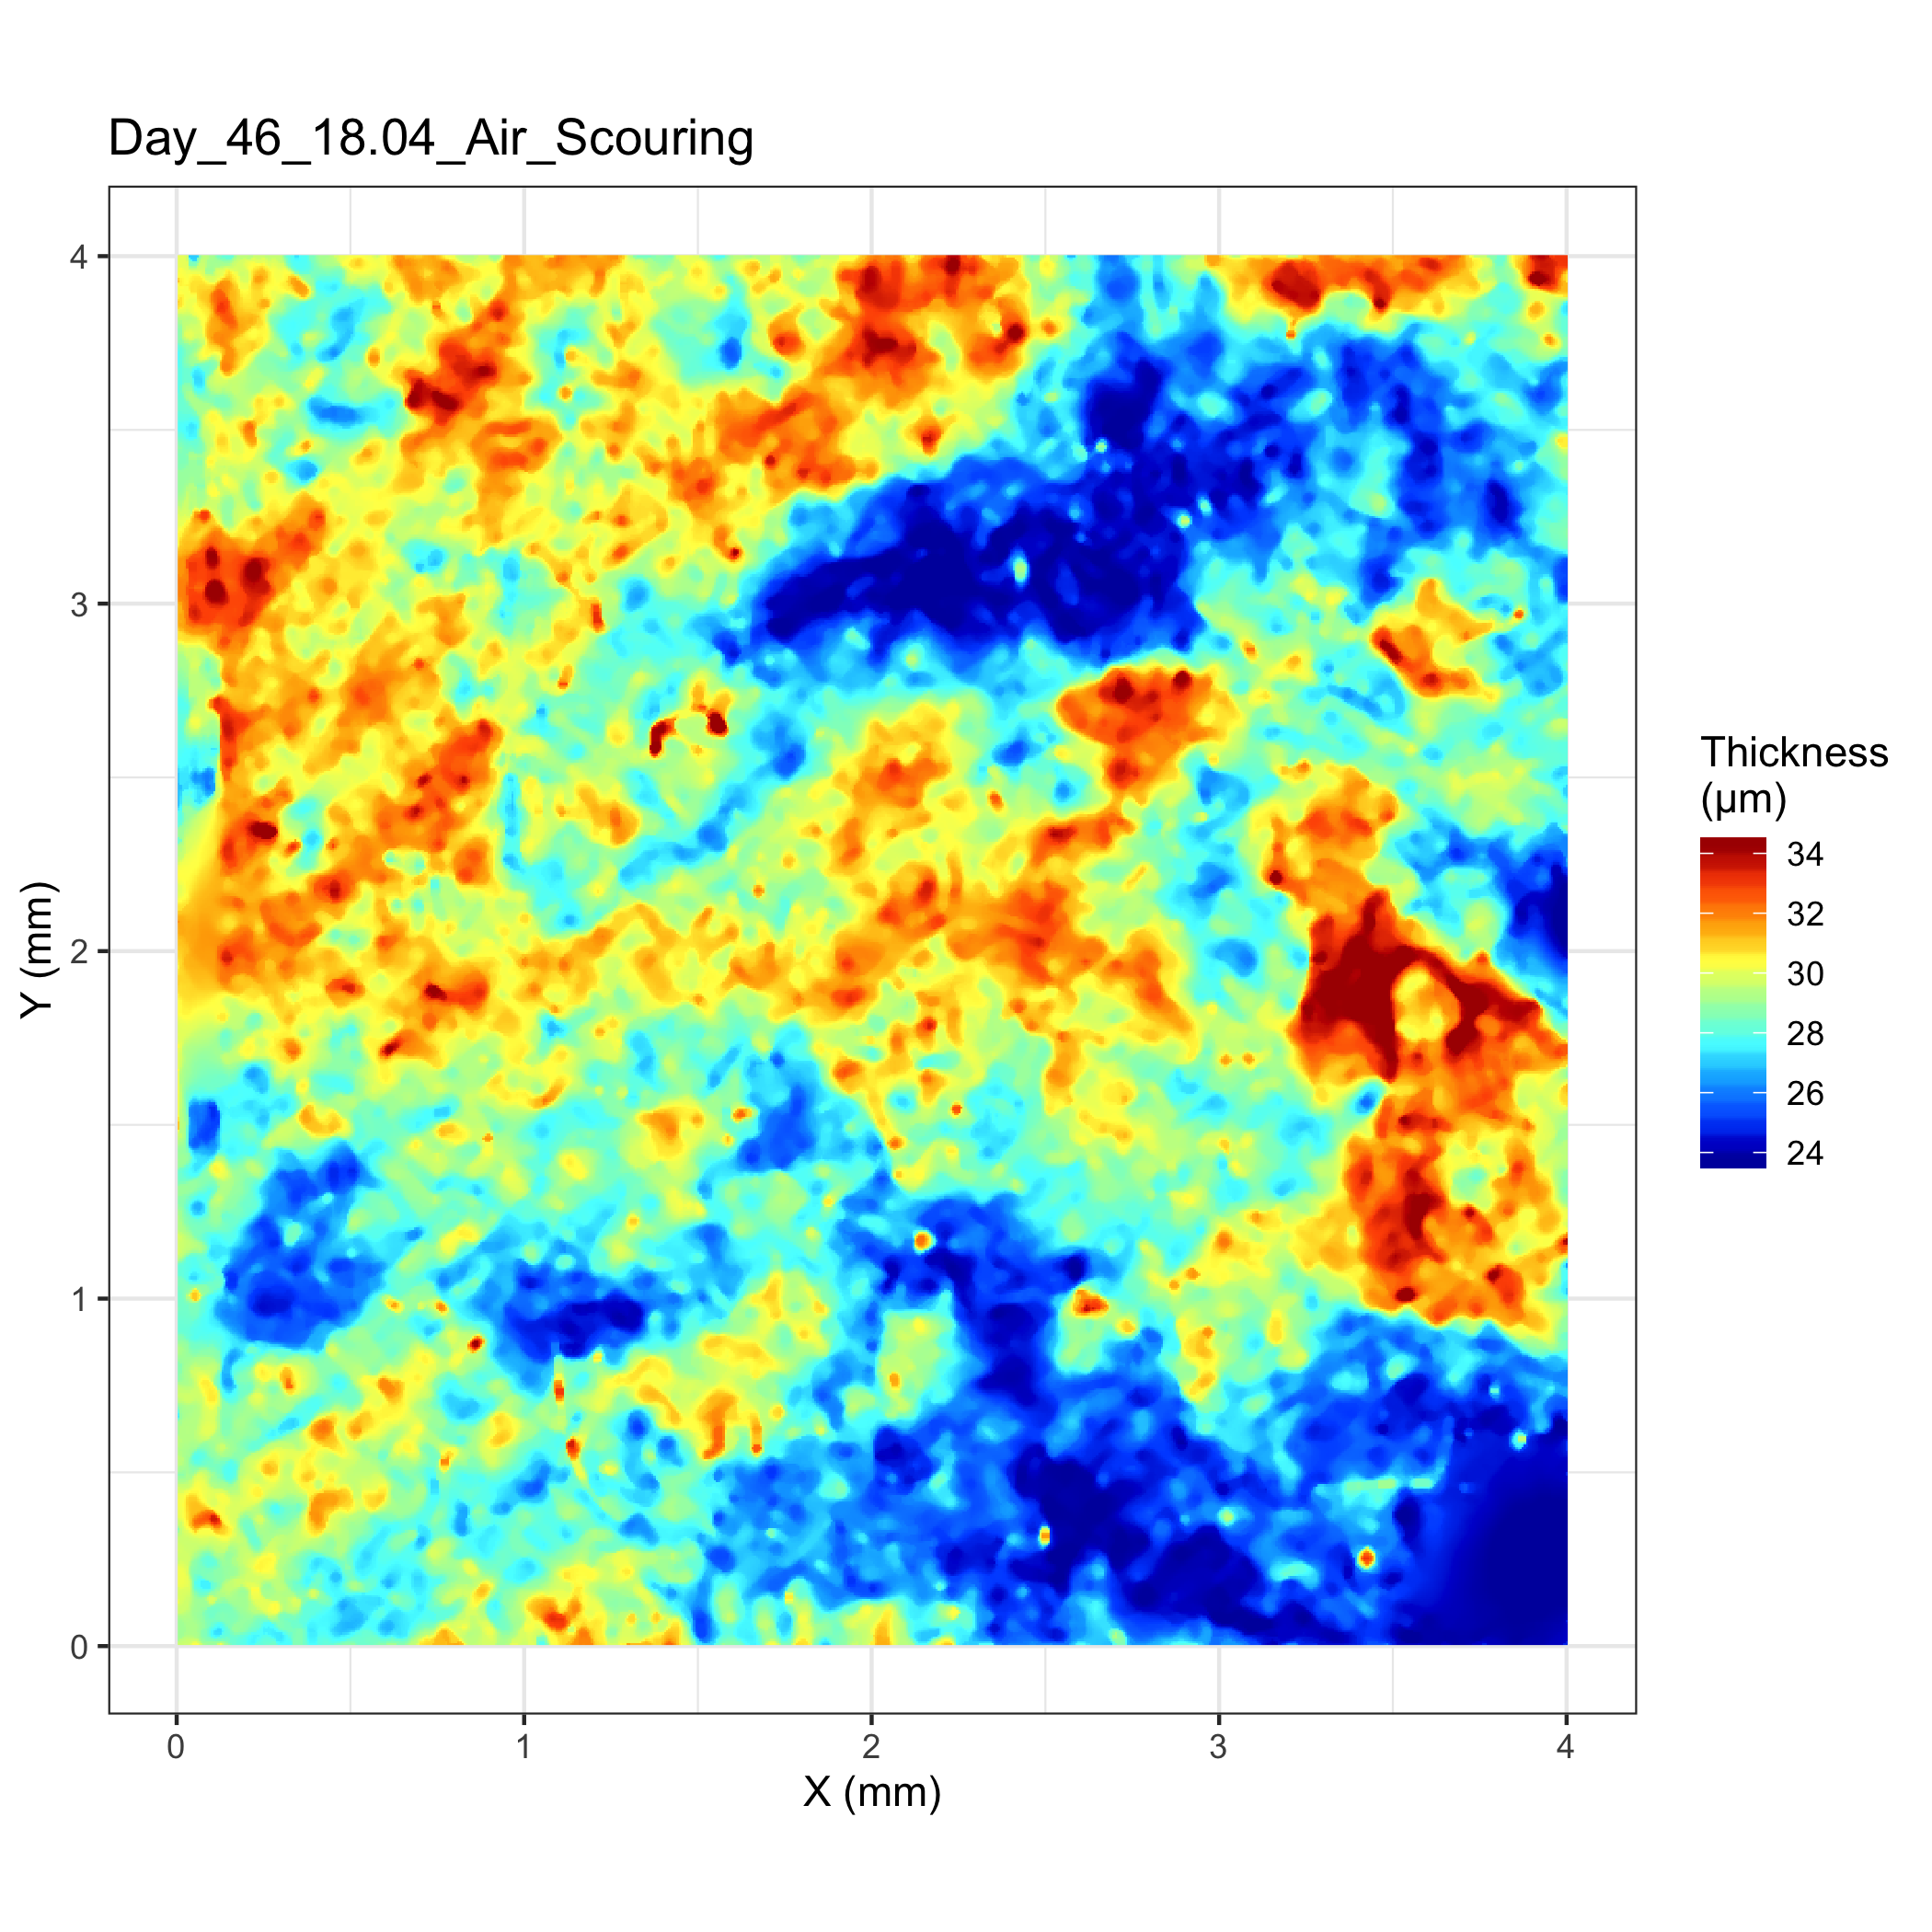 Day_46_18.04_Air_Scouring
4
3
2
1
0
Y (mm)
0 1 2 3 4
X (mm)
Thickness
(µm)
34
32
30
28
26
24